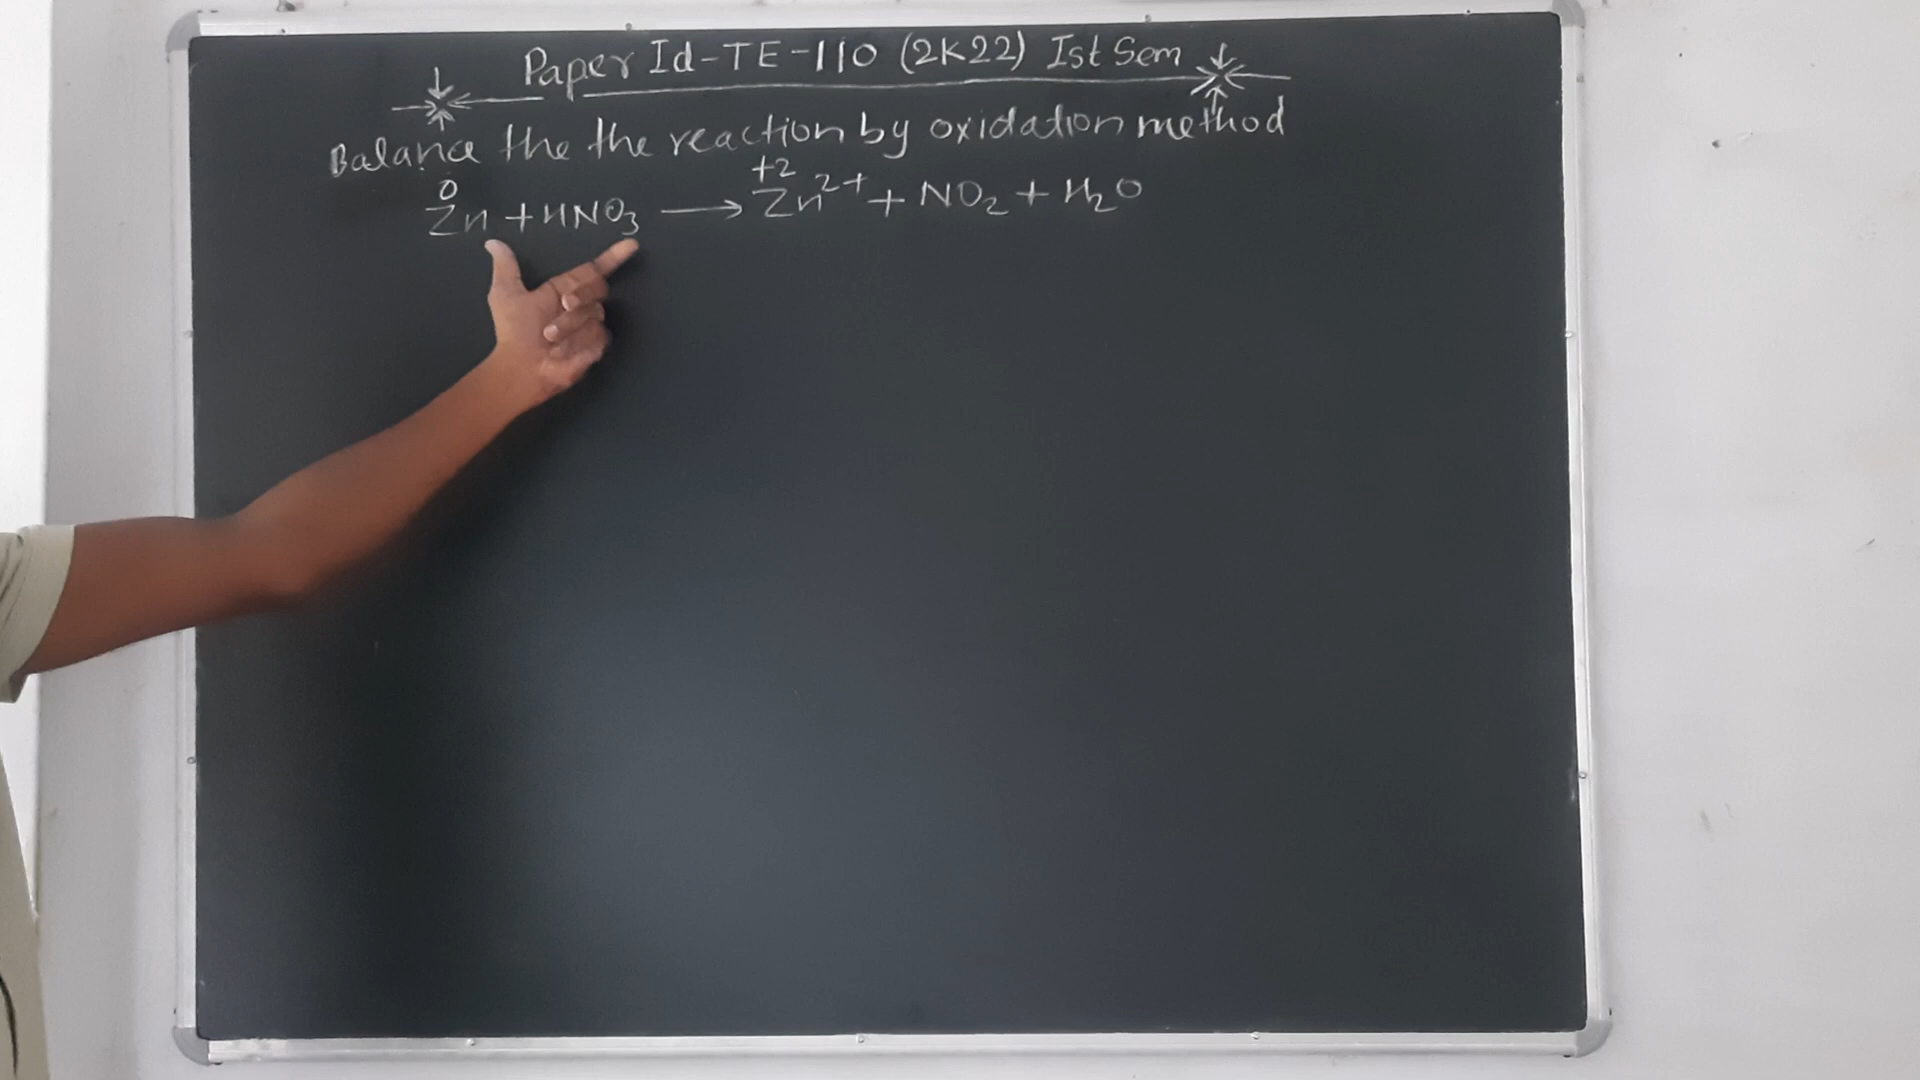 Paper Id-TE-110 (2K22) Ist Sem
Balance the the reaction by oxidation method
0 +2
Zn + HNO₃ ⟶ Zn²⁺ + NO₂ + H₂O